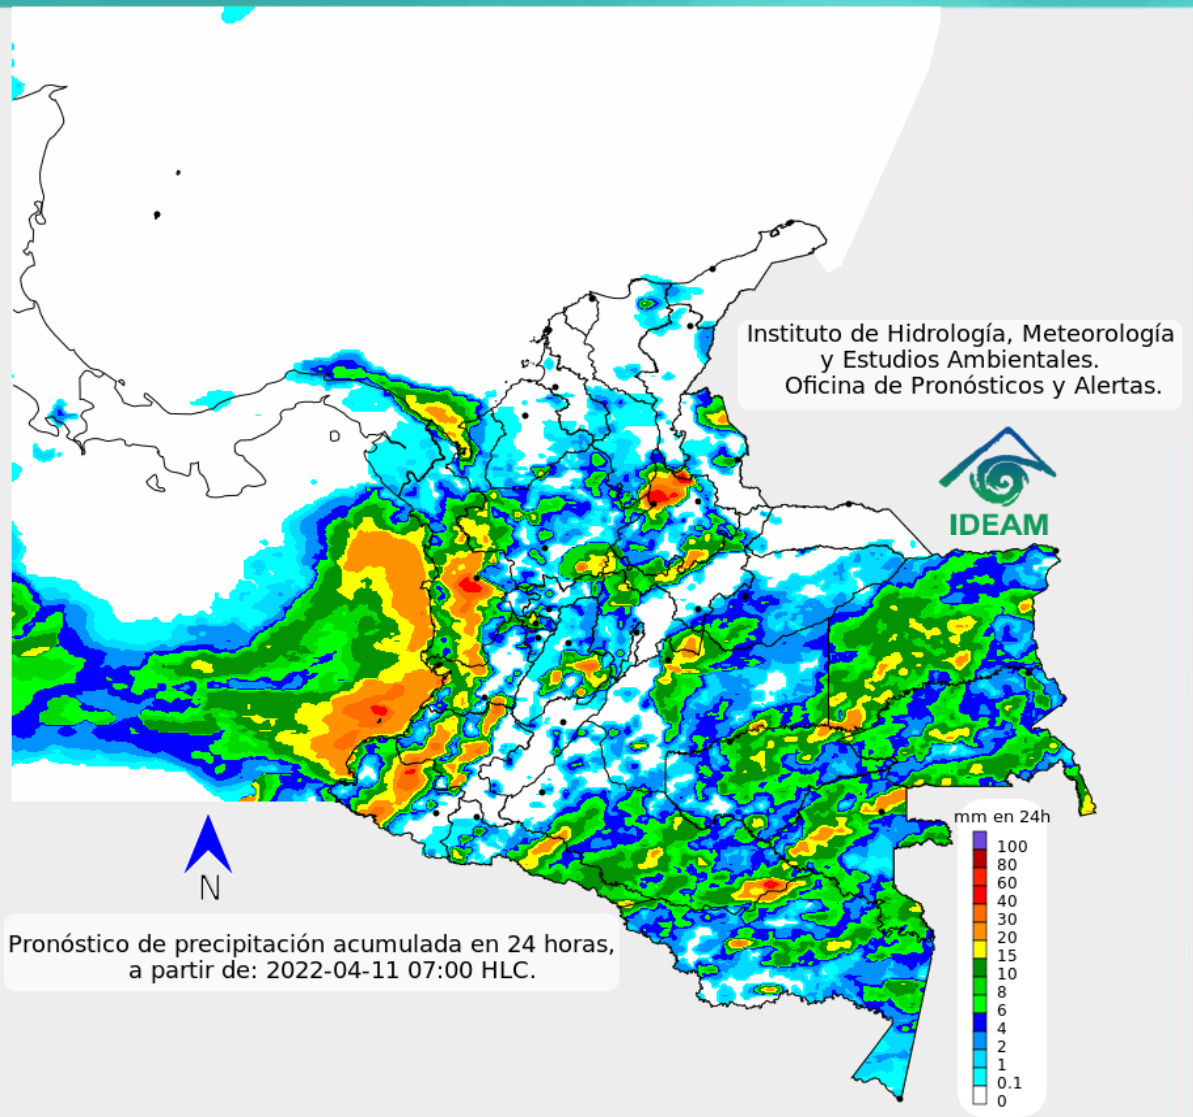 Instituto de Hidrología, Meteorología
y Estudios Ambientales.
Oficina de Pronósticos y Alertas.
IDEAM
mm en 24h
100
80
60
40
30
20
15
10
8
6
4
2
1
0.1
0
N
Pronóstico de precipitación acumulada en 24 horas,
a partir de: 2022-04-11 07:00 HLC.